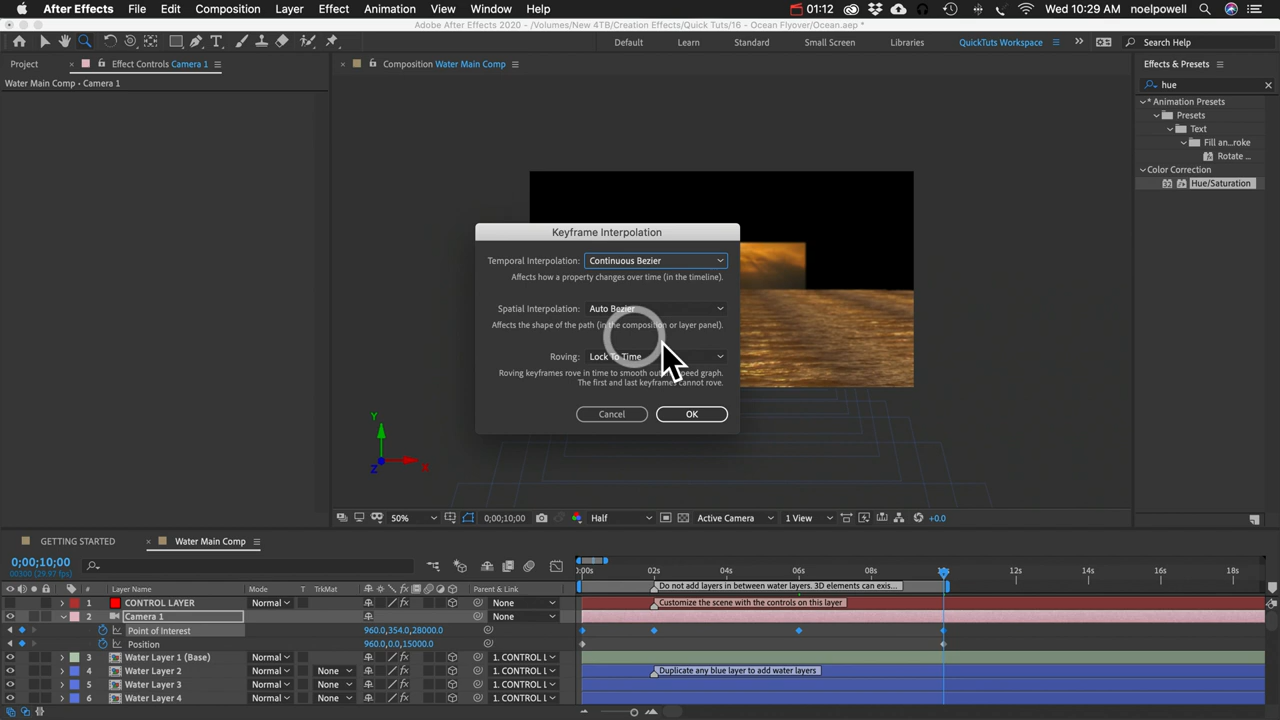 After Effects File Edit Composition Layer Effect Animation View Window Help 01:12 Wed 10:29 AM noelpowell
Adobe After Effects 2020 - /Volumes/New 4TB/Creation Effects/Quick Tuts/16 - Ocean Flyover/Ocean.aep *
Default Learn Standard Small Screen Libraries QuickTuts Workspace Search Help
Project Effect Controls Camera 1 Composition Water Main Comp Effects & Presets
Water Main Comp • Camera 1 hue
* Animation Presets
Presets
Text
Fill an...roke
Rotate ...
Color Correction
Hue/Saturation
Keyframe Interpolation
Temporal Interpolation: Continuous Bezier
Affects how a property changes over time (in the timeline).
Spatial Interpolation: Auto Bezier
Affects the shape of the path (in the composition or layer panel).
Roving: Lock To Time
Roving keyframes rove in time to smooth out speed graph.
The first and last keyframes cannot rove.
Cancel OK
Y
Z X
50% 0;00;10;00 Half Active Camera 1 View +0.0
GETTING STARTED Water Main Comp
0;00;10;00
00300 (29.97 fps)
0:00s 02s 04s 06s 08s 10s 12s 14s 16s 18s
Do not add layers in between water layers. 3D elements can exis...
# Layer Name Mode T TrkMat Parent & Link
1 CONTROL LAYER Normal None Customize the scene with the controls on this layer
2 Camera 1 None
Point of Interest 960.0,354.0,28000.0
Position 960.0,0.0,15000.0
3 Water Layer 1 (Base) Normal 1. CONTROL L
4 Water Layer 2 Normal None 1. CONTROL L Duplicate any blue layer to add water layers
5 Water Layer 3 Normal None 1. CONTROL L
6 Water Layer 4 Normal None 1. CONTROL L